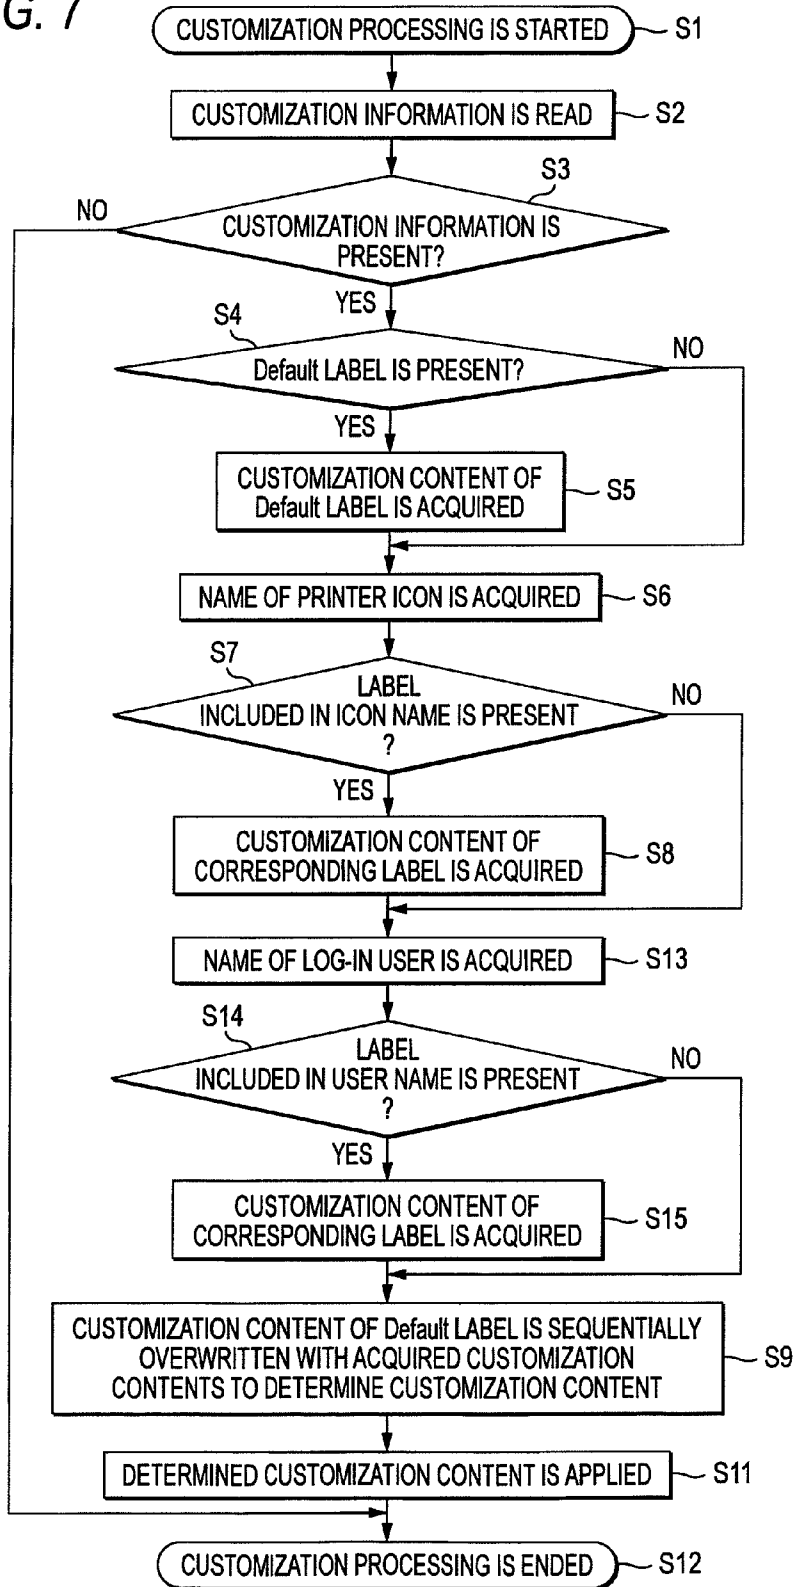 G. 7
CUSTOMIZATION PROCESSING IS STARTED
S1
CUSTOMIZATION INFORMATION IS READ
S2
S3
NO
CUSTOMIZATION INFORMATION IS
PRESENT?
YES
S4
NO
Default LABEL IS PRESENT?
YES
CUSTOMIZATION CONTENT OF
Default LABEL IS ACQUIRED
S5
NAME OF PRINTER ICON IS ACQUIRED
S6
S7
LABEL
INCLUDED IN ICON NAME IS PRESENT
?
NO
YES
CUSTOMIZATION CONTENT OF
CORRESPONDING LABEL IS ACQUIRED
S8
NAME OF LOG-IN USER IS ACQUIRED
S13
S14
LABEL
INCLUDED IN USER NAME IS PRESENT
?
NO
YES
CUSTOMIZATION CONTENT OF
CORRESPONDING LABEL IS ACQUIRED
S15
CUSTOMIZATION CONTENT OF Default LABEL IS SEQUENTIALLY
OVERWRITTEN WITH ACQUIRED CUSTOMIZATION
CONTENTS TO DETERMINE CUSTOMIZATION CONTENT
S9
DETERMINED CUSTOMIZATION CONTENT IS APPLIED
S11
CUSTOMIZATION PROCESSING IS ENDED
S12